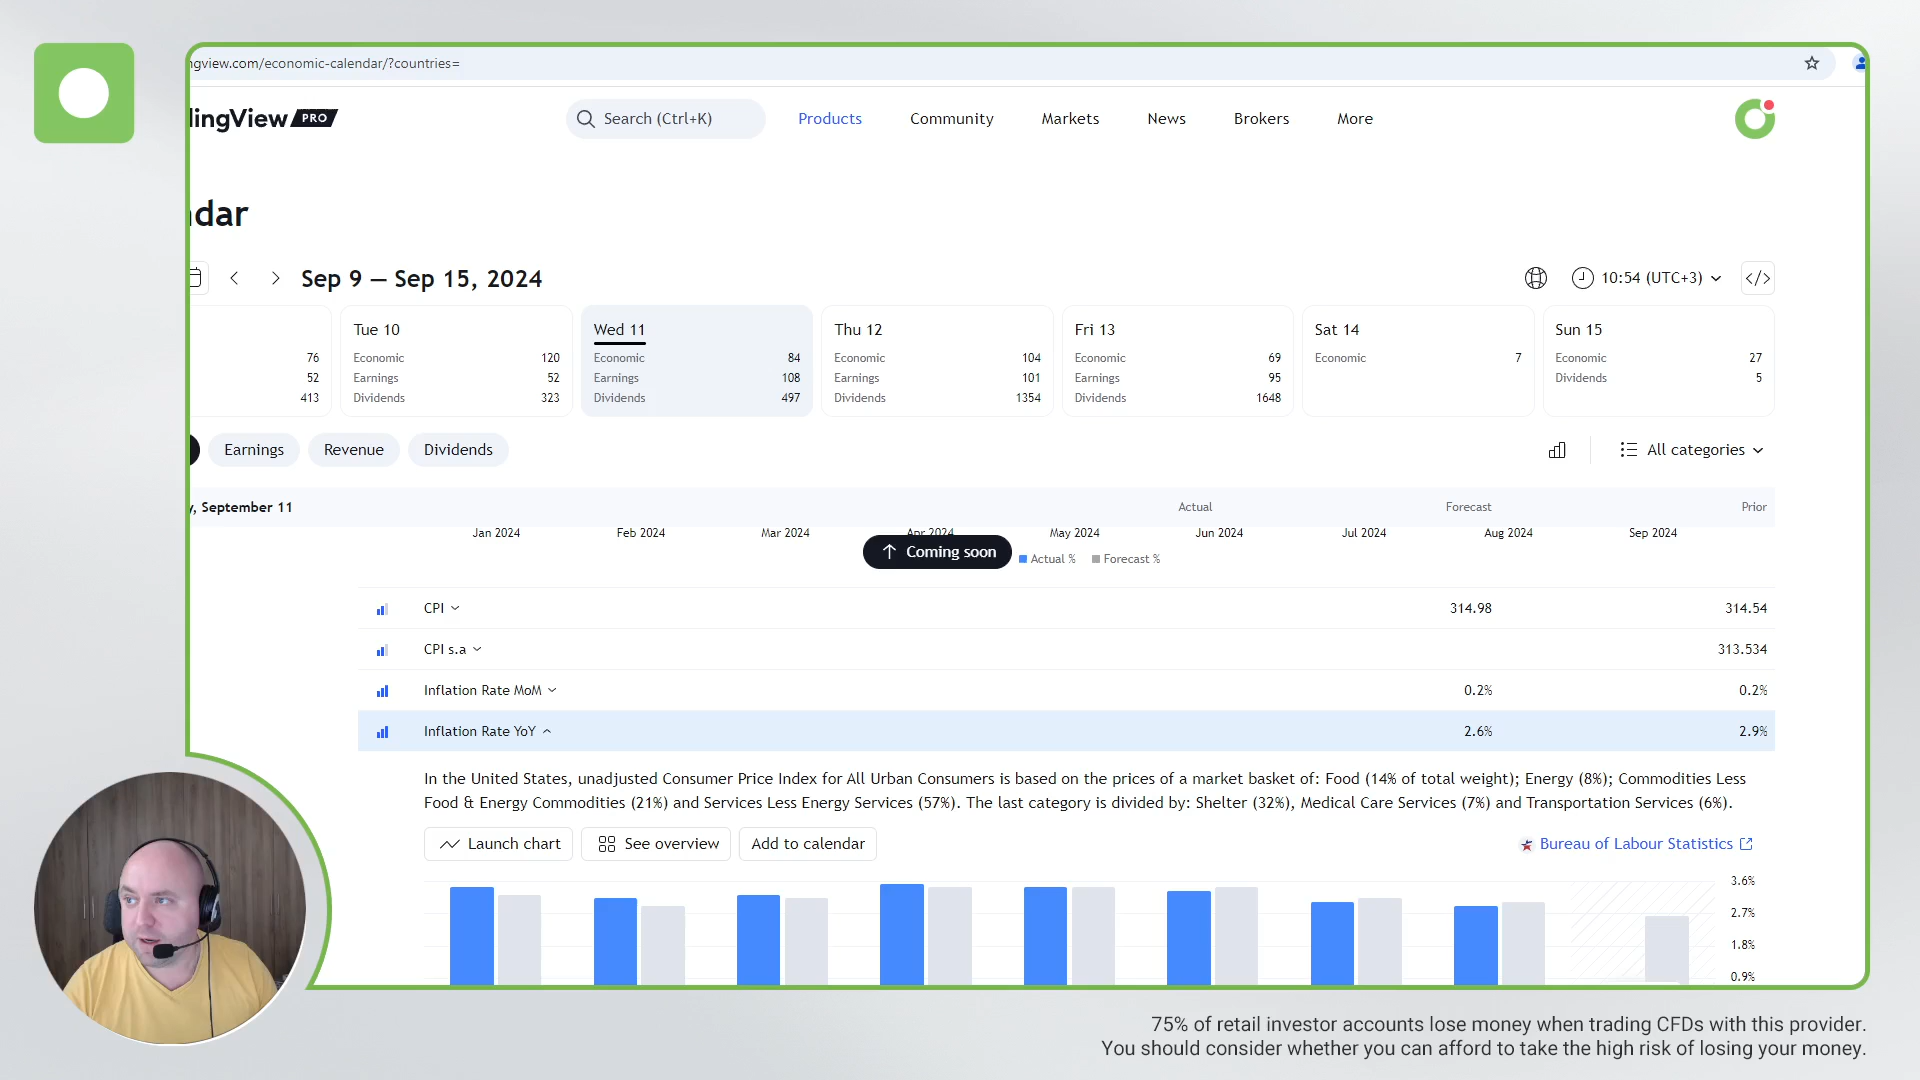 ngview.com/economic-calendar/?countries=
lingView PRO
Search (Ctrl+K)
Products
Community
Markets
News
Brokers
More
ndar
Sep 9 — Sep 15, 2024
10:54 (UTC+3)
</>
76
52
413
Tue 10
Economic 120
Earnings 52
Dividends 323
Wed 11
Economic 84
Earnings 108
Dividends 497
Thu 12
Economic 104
Earnings 101
Dividends 1354
Fri 13
Economic 69
Earnings 95
Dividends 1648
Sat 14
Economic 7
Sun 15
Economic 27
Dividends 5
Earnings
Revenue
Dividends
All categories
y, September 11 Actual Forecast Prior
Jan 2024 Feb 2024 Mar 2024 Apr 2024 May 2024 Jun 2024 Jul 2024 Aug 2024 Sep 2024
Coming soon
Actual % Forecast %
CPI 314.98 314.54
CPI s.a 313.534
Inflation Rate MoM 0.2% 0.2%
Inflation Rate YoY 2.6% 2.9%
In the United States, unadjusted Consumer Price Index for All Urban Consumers is based on the prices of a market basket of: Food (14% of total weight); Energy (8%); Commodities Less
Food & Energy Commodities (21%) and Services Less Energy Services (57%). The last category is divided by: Shelter (32%), Medical Care Services (7%) and Transportation Services (6%).
Launch chart
See overview
Add to calendar
Bureau of Labour Statistics
3.6%
2.7%
1.8%
0.9%
75% of retail investor accounts lose money when trading CFDs with this provider.
You should consider whether you can afford to take the high risk of losing your money.